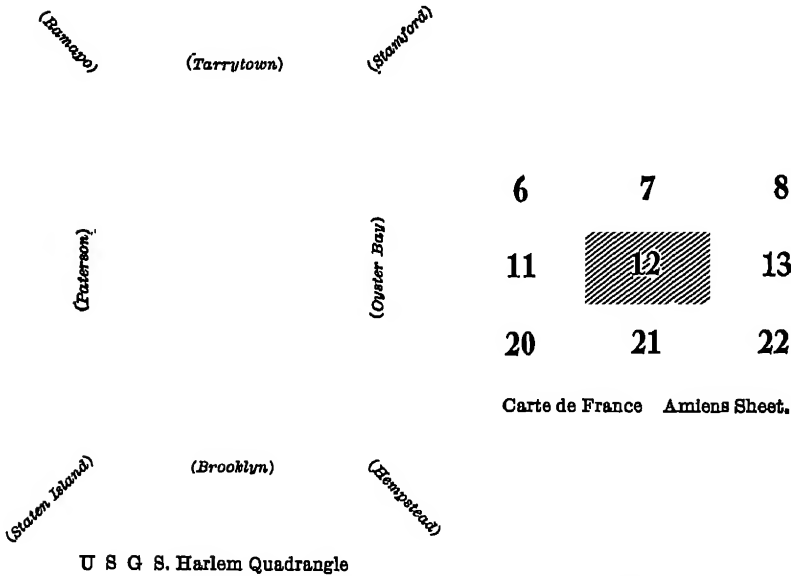 (Ramapo)
(Tarrytown)
(Stamford)
(Paterson)
(Oyster Bay)
(Staten Island)
(Brooklyn)
(Hempstead)
U S G S. Harlem Quadrangle
6 7 8
11 12 13
20 21 22
Carte de France Amiens Sheet.